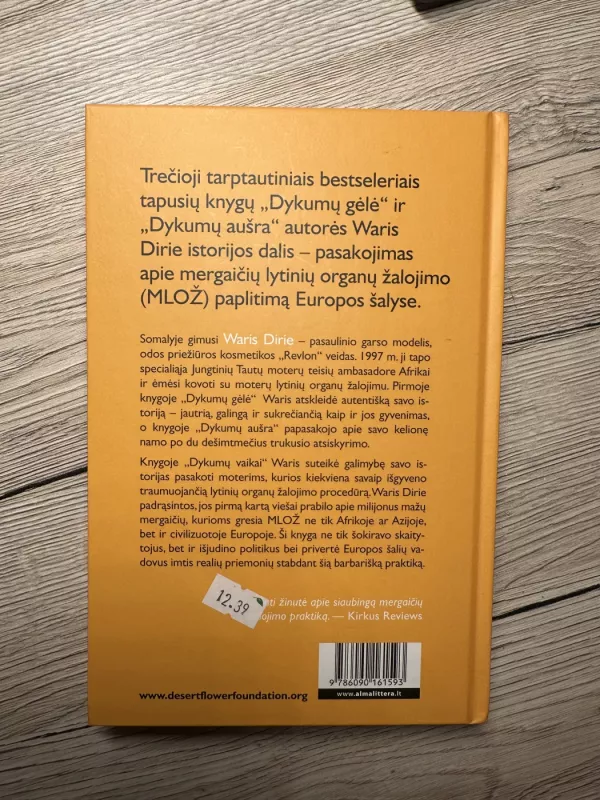 Trečioji tarptautiniais bestseleriais
tapusių knygų „Dykumų gėlė“ ir
„Dykumų aušra“ autorės Waris
Dirie istorijos dalis – pasakojimas
apie mergaičių lytinių organų žalojimo
(MLOŽ) paplitimą Europos šalyse.
Somalyje gimusi Waris Dirie – pasaulinio garso modelis,
odos priežiūros kosmetikos „Revlon“ veidas. 1997 m. ji tapo
specialiąja Jungtinių Tautų moterų teisių ambasadore Afrikai
ir ėmėsi kovoti su moterų lytinių organų žalojimu. Pirmoje
knygoje „Dykumų gėlė“ Waris atskleidė autentišką savo is-
toriją – jautrią, galingą ir sukrečiančią kaip ir jos gyvenimas,
o knygoje „Dykumų aušra“ papasakojo apie savo kelionę
namo po du dešimtmečius trukusio atsiskyrimo.
Knygoje „Dykumų vaikai“ Waris suteikė galimybę savo is-
torijas pasakoti moterims, kurios kiekviena savaip išgyveno
traumuojančią lytinių organų žalojimo procedūrą. Waris Dirie
padrąsintos, jos pirmą kartą viešai prabilo apie milijonus mažų
mergaičių, kurioms gresia MLOŽ ne tik Afrikoje ar Azijoje,
bet ir civilizuotoje Europoje. Ši knyga ne tik šokiravo skaity-
tojus, bet ir išjudino politikus bei privertė Europos šalių va-
dovus imtis realių priemonių stabdant šią barbarišką praktiką.
12.39
žinutė apie siaubingą mergaičių
praktiką. — Kirkus Reviews
9 786090 161593
www.desertflowerfoundation.org
www.almalittera.lt